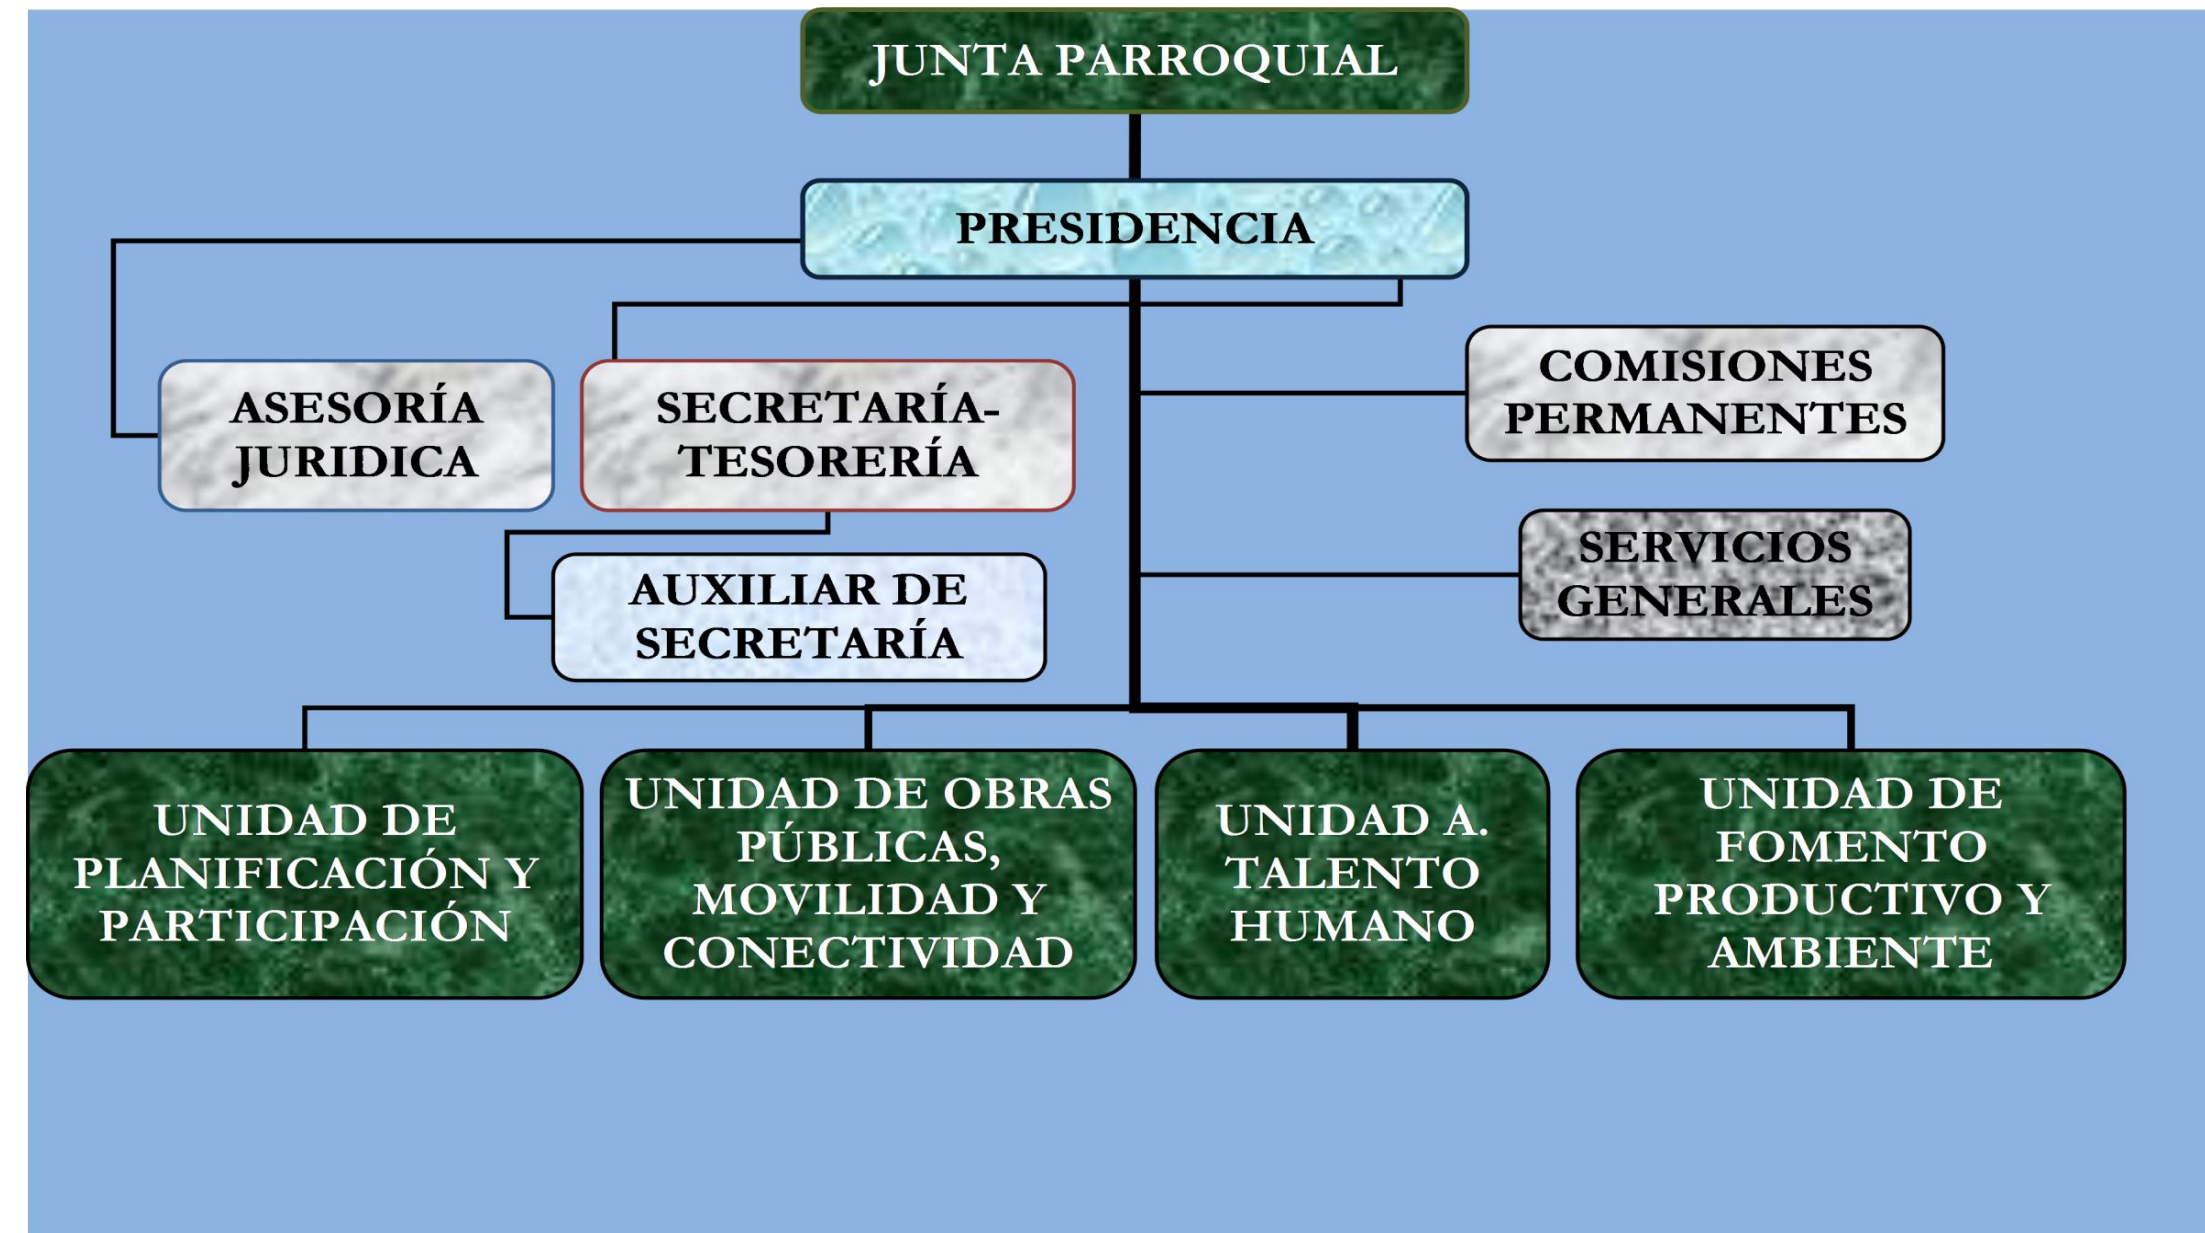 JUNTA PARROQUIAL
PRESIDENCIA
ASESORÍA
JURIDICA
SECRETARÍA-
TESORERÍA
COMISIONES
PERMANENTES
SERVICIOS
GENERALES
AUXILIAR DE
SECRETARÍA
UNIDAD DE
PLANIFICACIÓN Y
PARTICIPACIÓN
UNIDAD DE OBRAS
PÚBLICAS,
MOVILIDAD Y
CONECTIVIDAD
UNIDAD A.
TALENTO
HUMANO
UNIDAD DE
FOMENTO
PRODUCTIVO Y
AMBIENTE